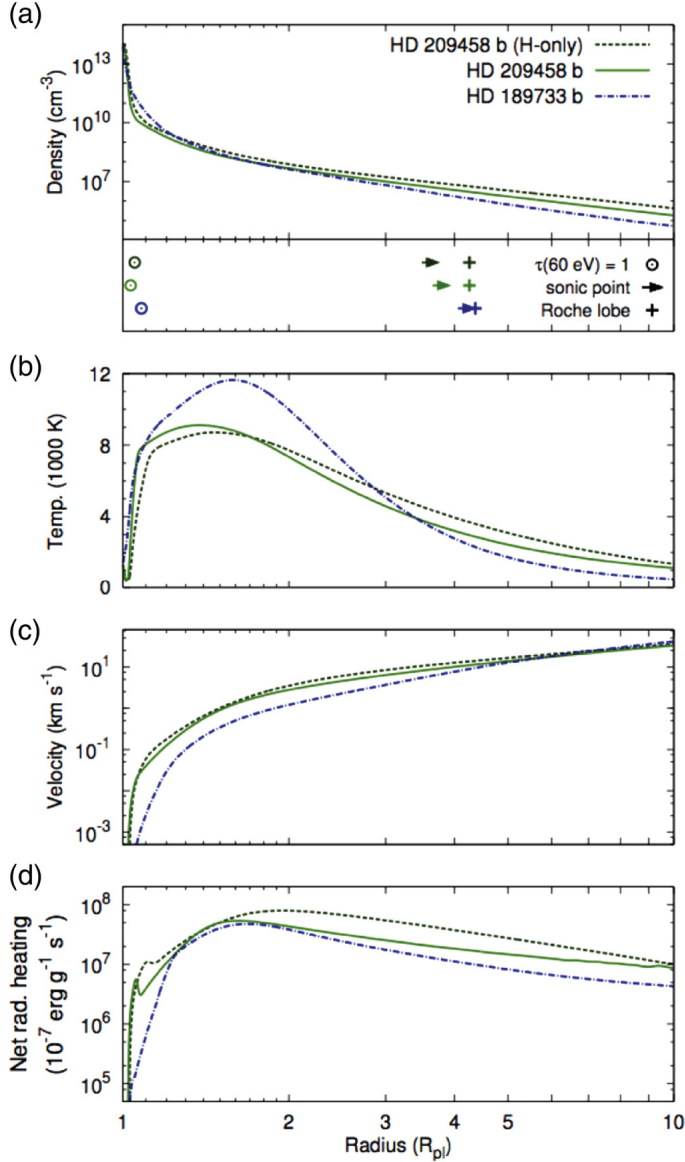 (a)
HD 209458 b (H-only)
HD 209458 b
HD 189733 b
Density (cm-3)
1013
1010
107
τ(60 eV) = 1
sonic point
Roche lobe
(b)
Temp. (1000 K)
12
8
4
0
(c)
Velocity (km s-1)
101
10-1
10-3
(d)
Net rad. heating
(10-7 erg g-1 s-1)
108
107
106
105
1 2 3 4 5 10
Radius (Rpl)